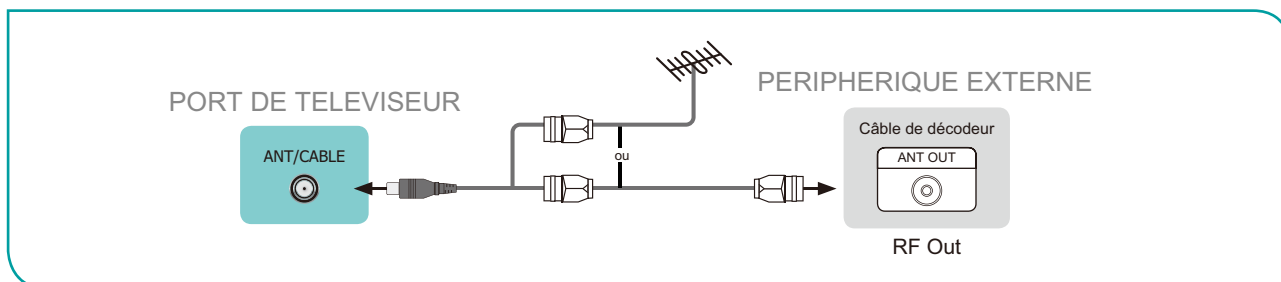 PORT DE TELEVISEUR
ANT/CABLE
ou
PERIPHERIQUE EXTERNE
Câble de décodeur
ANT OUT
RF Out